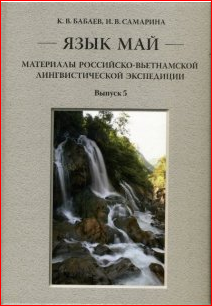 К. В. БАБАЕВ, И. В. САМАРИНА
ЯЗЫК МАЙ
МАТЕРИАЛЫ РОССИЙСКО-ВЬЕТНАМСКОЙ
ЛИНГВИСТИЧЕСКОЙ ЭКСПЕДИЦИИ
Выпуск 5